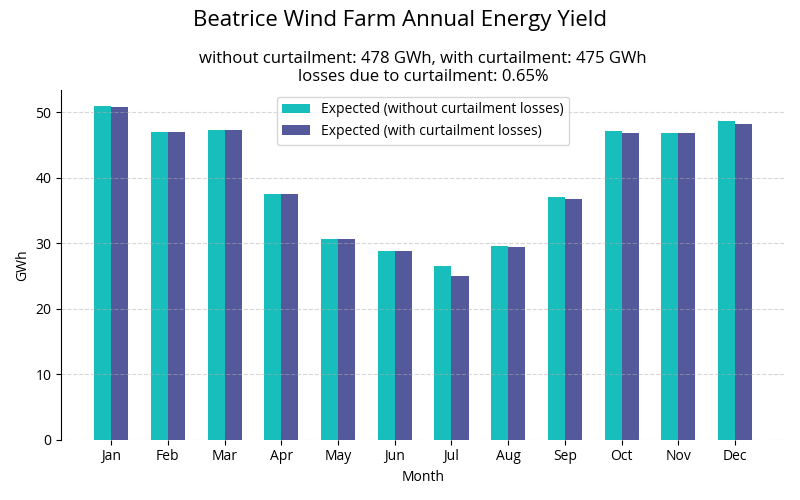 Beatrice Wind Farm Annual Energy Yield
without curtailment: 478 GWh, with curtailment: 475 GWh
losses due to curtailment: 0.65%
Expected (without curtailment losses)
Expected (with curtailment losses)
GWh
50
40
30
20
10
0
Jan Feb Mar Apr May Jun Jul Aug Sep Oct Nov Dec
Month